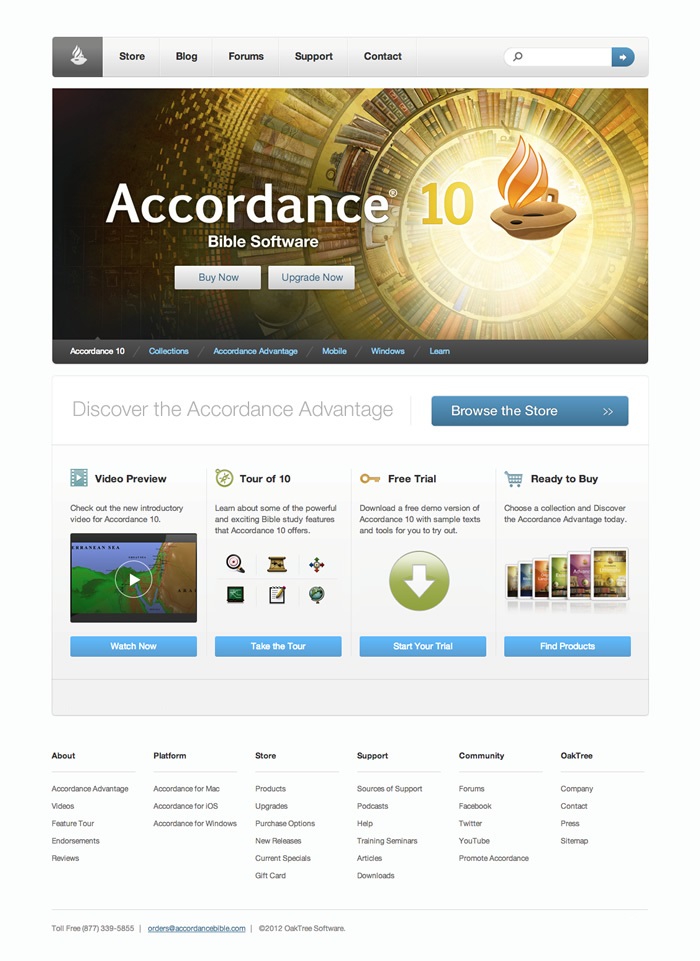 Store Blog Forums Support Contact
Accordance® 10
Bible Software
Buy Now Upgrade Now
Accordance 10 / Collections / Accordance Advantage / Mobile / Windows / Learn
Discover the Accordance Advantage
Browse the Store >>
Video Preview
Check out the new introductory
video for Accordance 10.
Watch Now
Tour of 10
Learn about some of the powerful
and exciting Bible study features
that Accordance 10 offers.
Take the Tour
Free Trial
Download a free demo version of
Accordance 10 with sample texts
and tools for you to try out.
Start Your Trial
Ready to Buy
Choose a collection and Discover
the Accordance Advantage today.
Find Products
About
Accordance Advantage
Videos
Feature Tour
Endorsements
Reviews
Platform
Accordance for Mac
Accordance for iOS
Accordance for Windows
Store
Products
Upgrades
Purchase Options
New Releases
Current Specials
Gift Card
Support
Sources of Support
Podcasts
Help
Training Seminars
Articles
Downloads
Community
Forums
Facebook
Twitter
YouTube
Promote Accordance
OakTree
Company
Contact
Press
Sitemap
Toll Free (877) 339-5855 | orders@accordancebible.com | ©2012 OakTree Software.